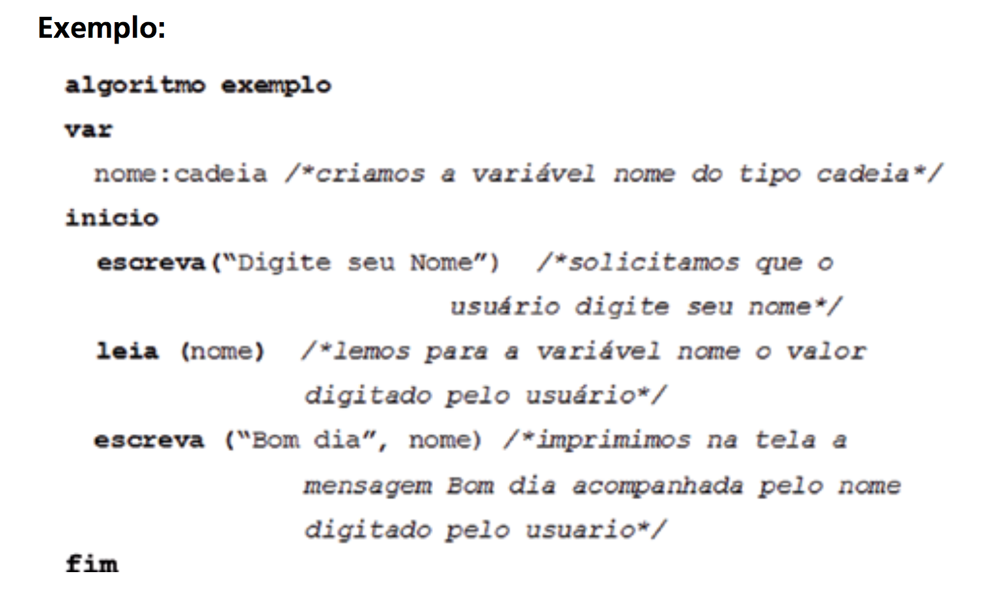 Exemplo:
algoritmo exemplo
var
nome:cadeia /*criamos a variável nome do tipo cadeia*/
inicio
escreva(“Digite seu Nome”) /*solicitamos que o
usuário digite seu nome*/
leia (nome) /*lemos para a variável nome o valor
digitado pelo usuário*/
escreva (“Bom dia”, nome) /*imprimimos na tela a
mensagem Bom dia acompanhada pelo nome
digitado pelo usuario*/
fim